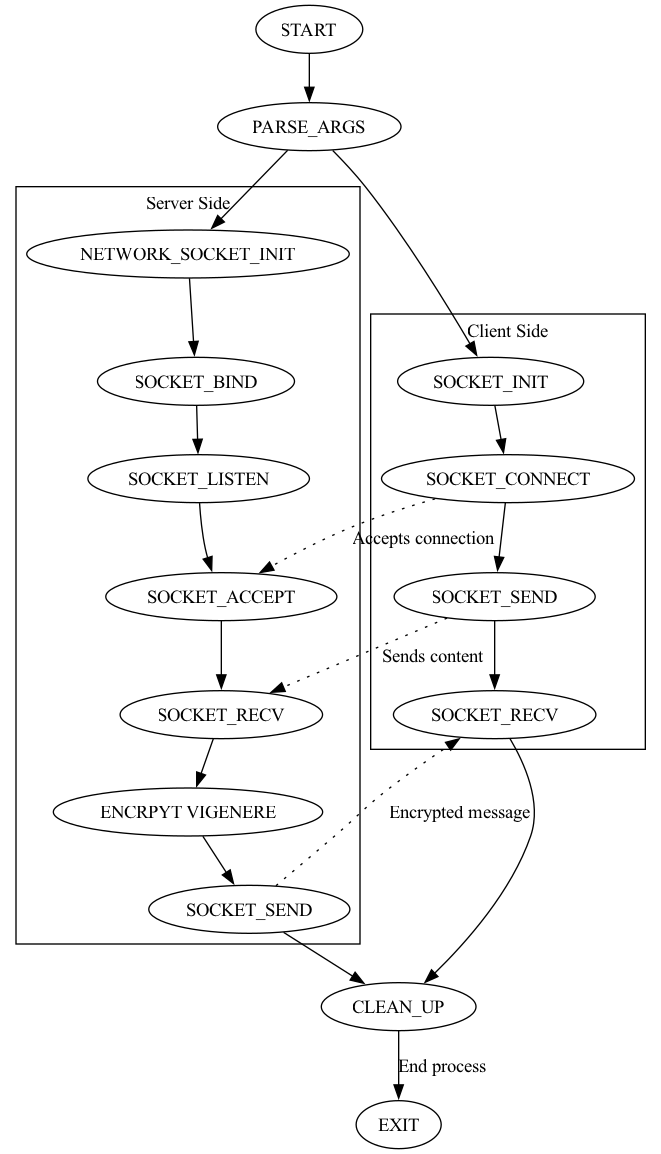 START
PARSE_ARGS
Server Side
NETWORK_SOCKET_INIT
Client Side
SOCKET_BIND
SOCKET_INIT
SOCKET_LISTEN
SOCKET_CONNECT
Accepts connection
SOCKET_ACCEPT
SOCKET_SEND
Sends content
SOCKET_RECV
SOCKET_RECV
ENCRPYT VIGENERE
Encrypted message
SOCKET_SEND
CLEAN_UP
End process
EXIT